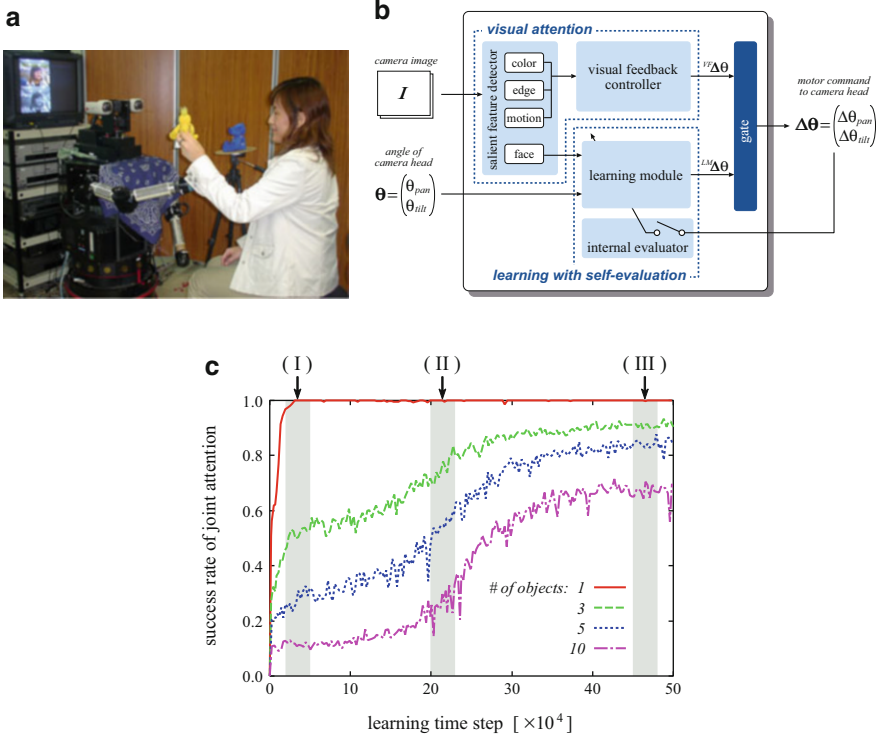 a
b
visual attention
camera image
I
salient feature detector
color
edge
motion
face
visual feedback
controller
VFΔθ
motor command
to camera head
Δθ=(Δθpan
Δθtilt)
gate
angle of
camera head
θ=(θpan
θtilt)
learning module
LMΔθ
internal evaluator
learning with self-evaluation
c
( I )
( II )
( III )
success rate of joint attention
1.0
0.8
0.6
0.4
0.2
0.0
# of objects: 1
3
5
10
0
10
20
30
40
50
learning time step [ ×10⁴ ]